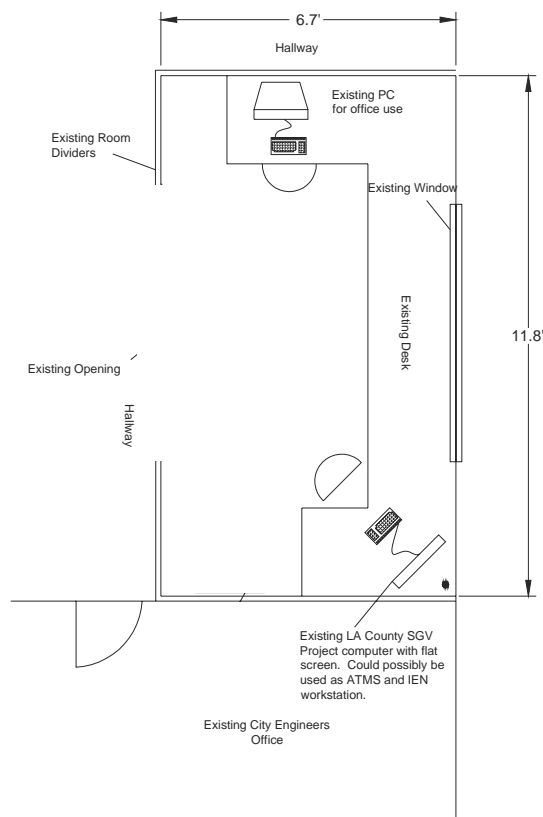 6.7'
Hallway
Existing PC
for office use
Existing Room
Dividers
Existing Window
Existing Desk
11.8'
Existing Opening
Hallway
Existing LA County SGV
Project computer with flat
screen.  Could possibly be
used as ATMS and IEN
workstation.
Existing City Engineers
Office